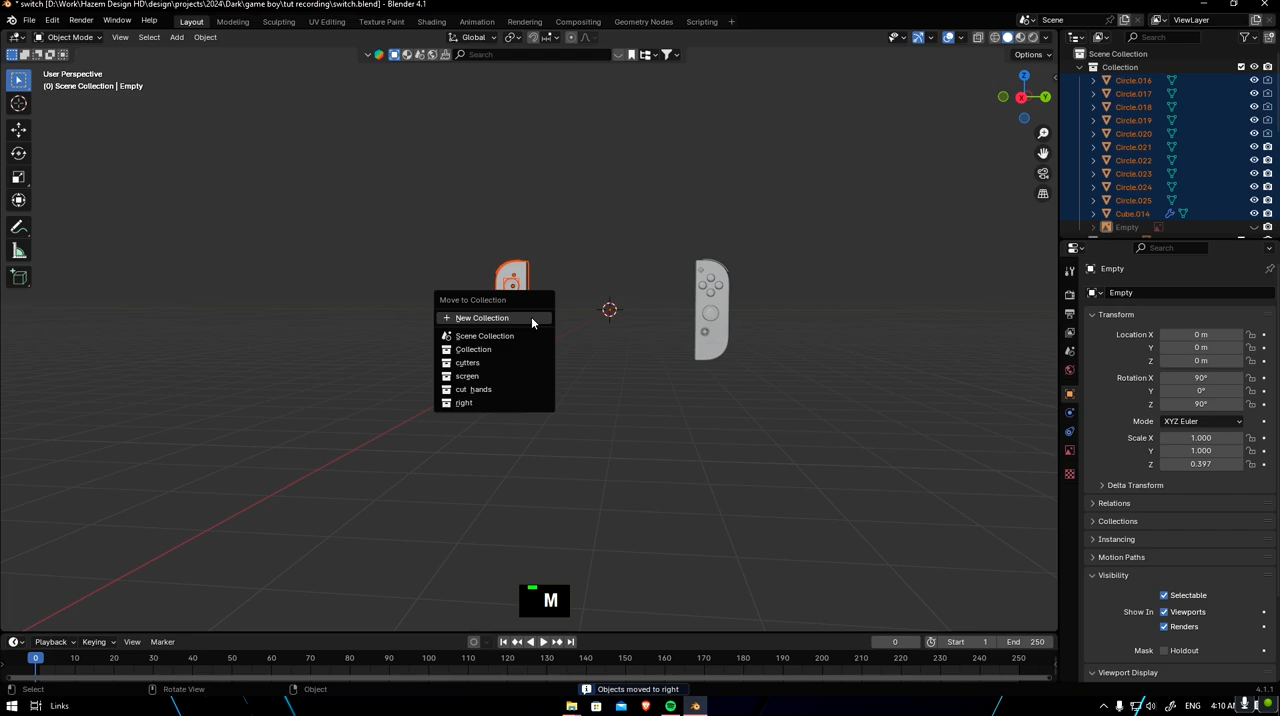 * switch [D:\Work\Hazem Design HD\design\projects\2024\Dark\game boy\tut recording\switch.blend] - Blender 4.1
File Edit Render Window Help Layout Modeling Sculpting UV Editing Texture Paint Shading Animation Rendering Compositing Geometry Nodes Scripting + Scene ViewLayer
Object Mode View Select Add Object Global Search
Search Options Scene Collection
User Perspective
(0) Scene Collection | Empty
Collection
Circle.016
Circle.017
Circle.018
Circle.019
Circle.020
Circle.021
Circle.022
Circle.023
Circle.024
Circle.025
Cube.014
Empty
Z
X
Y
Move to Collection
New Collection
Scene Collection
Collection
cutters
screen
cut hands
right
M
Search
Empty
Empty
Transform
Location X 0 m
Y 0 m
Z 0 m
Rotation X 90°
Y 0°
Z 90°
Mode XYZ Euler
Scale X 1.000
Y 1.000
Z 0.397
Delta Transform
Relations
Collections
Instancing
Motion Paths
Visibility
Selectable
Show In Viewports
Renders
Mask Holdout
Viewport Display
Playback Keying View Marker 0 Start 1 End 250
0 10 20 30 40 50 60 70 80 90 100 110 120 130 140 150 160 170 180 190 200 210 220 230 240 250
Select Rotate View Object Objects moved to right 4.1.1
Links ENG 4:10